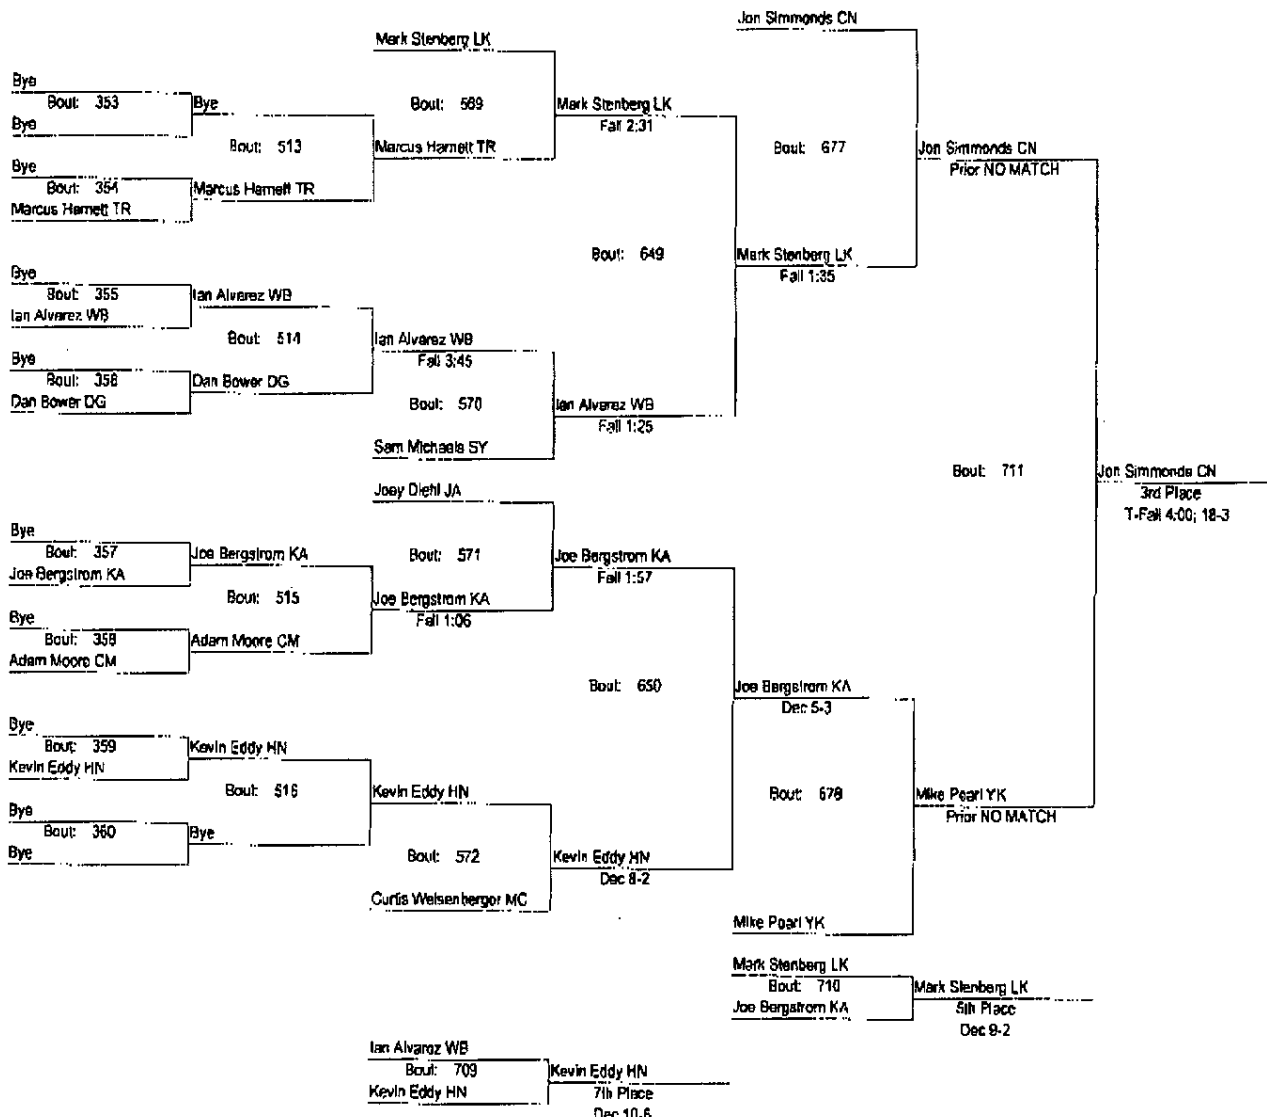 Jon Simmonds CN
Mark Stenberg LK
Bye
Bout: 353
Bye
Bye
Bout: 513
Bout: 569
Mark Stenberg LK
Fall 2:31
Marcus Harnett TR
Bout: 677
Jon Simmonds CN
Prior NO MATCH
Bye
Bout: 354
Marcus Harnett TR
Marcus Harnett TR
Bout: 649
Mark Stenberg LK
Fall 1:35
Bye
Bout: 355
Ian Alvarez WB
Ian Alvarez WB
Bout: 514
Ian Alvarez WB
Fall 3:45
Bye
Bout: 356
Dan Bower DG
Dan Bower DG
Bout: 570
Ian Alvarez WB
Fall 1:25
Sam Michaels SY
Bout: 711
Jon Simmonds CN
3rd Place
T-Fall 4:00; 18-3
Joey Diehl JA
Bye
Bout: 357
Joe Bergstrom KA
Joe Bergstrom KA
Bout: 571
Joe Bergstrom KA
Fall 1:57
Bout: 515
Joe Bergstrom KA
Fall 1:06
Bye
Bout: 358
Adam Moore CM
Adam Moore CM
Bout: 650
Joe Bergstrom KA
Dec 5-3
Bye
Bout: 359
Kevin Eddy HN
Kevin Eddy HN
Bout: 516
Kevin Eddy HN
Bout: 678
Mike Pearl YK
Prior NO MATCH
Bye
Bout: 360
Bye
Bye
Bout: 572
Kevin Eddy HN
Dec 8-2
Curtis Weisenberger MC
Mike Pearl YK
Mark Stenberg LK
Bout: 710
Joe Bergstrom KA
Mark Stenberg LK
5th Place
Dec 9-2
Ian Alvarez WB
Bout: 709
Kevin Eddy HN
Kevin Eddy HN
7th Place
Dec 10-6